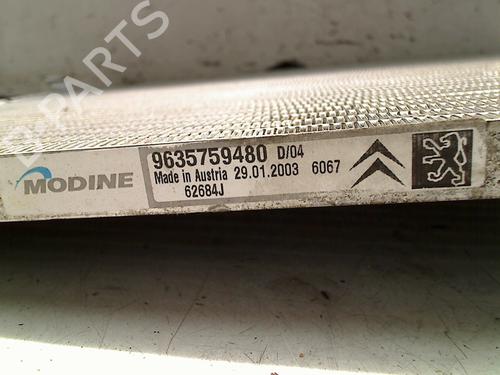 B-PARTS
MODINE
9635759480 D/04
Made in Austria 29.01.2003 6067
62684J